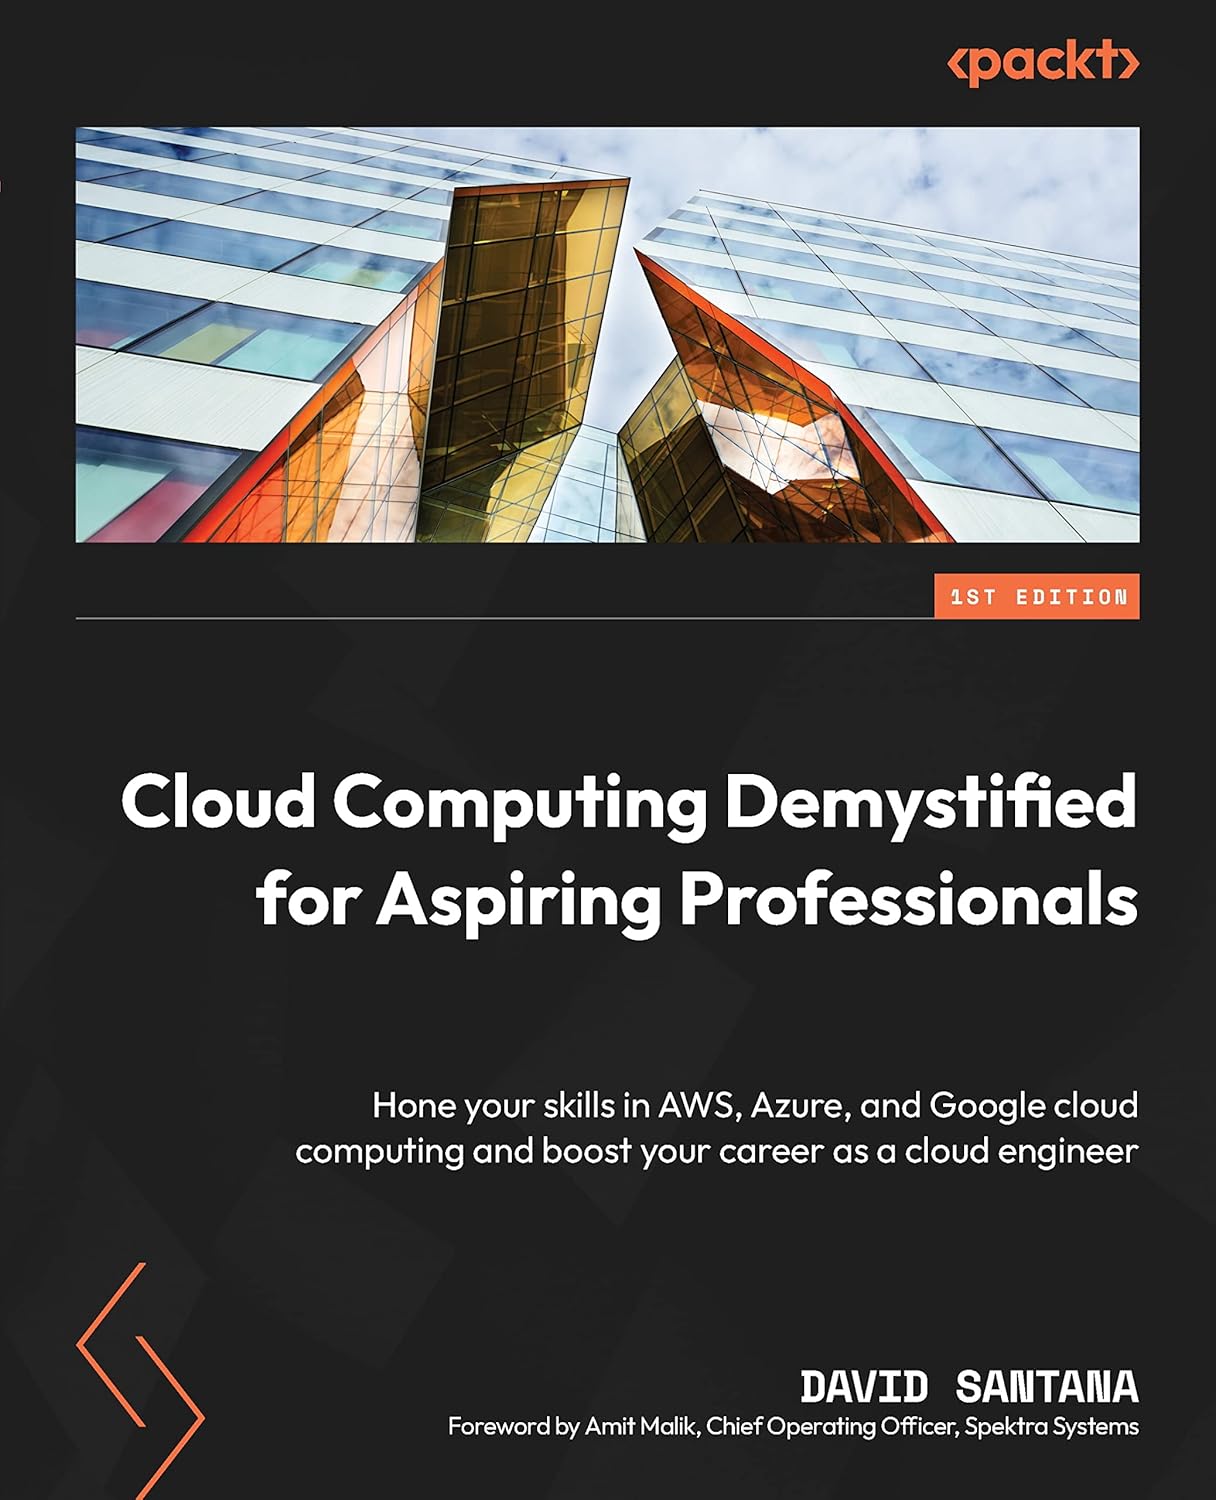 <packt>
1ST EDITION
Cloud Computing Demystified
for Aspiring Professionals
Hone your skills in AWS, Azure, and Google cloud
computing and boost your career as a cloud engineer
DAVID SANTANA
Foreword by Amit Malik, Chief Operating Officer, Spektra Systems